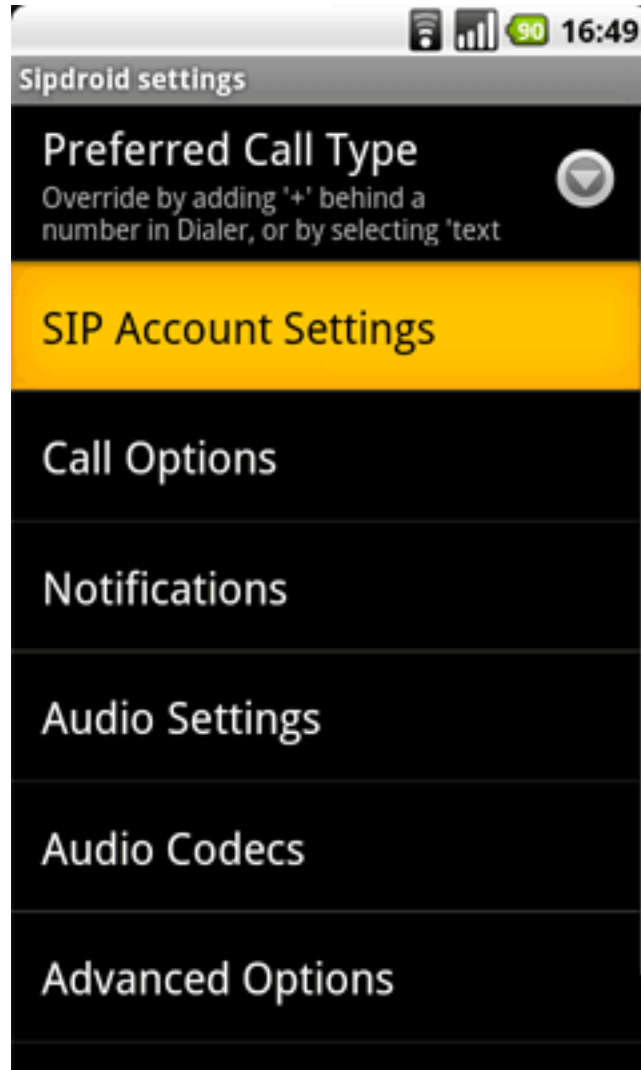 90 16:49
Sipdroid settings
Preferred Call Type
Override by adding '+' behind a
number in Dialer, or by selecting 'text
SIP Account Settings
Call Options
Notifications
Audio Settings
Audio Codecs
Advanced Options